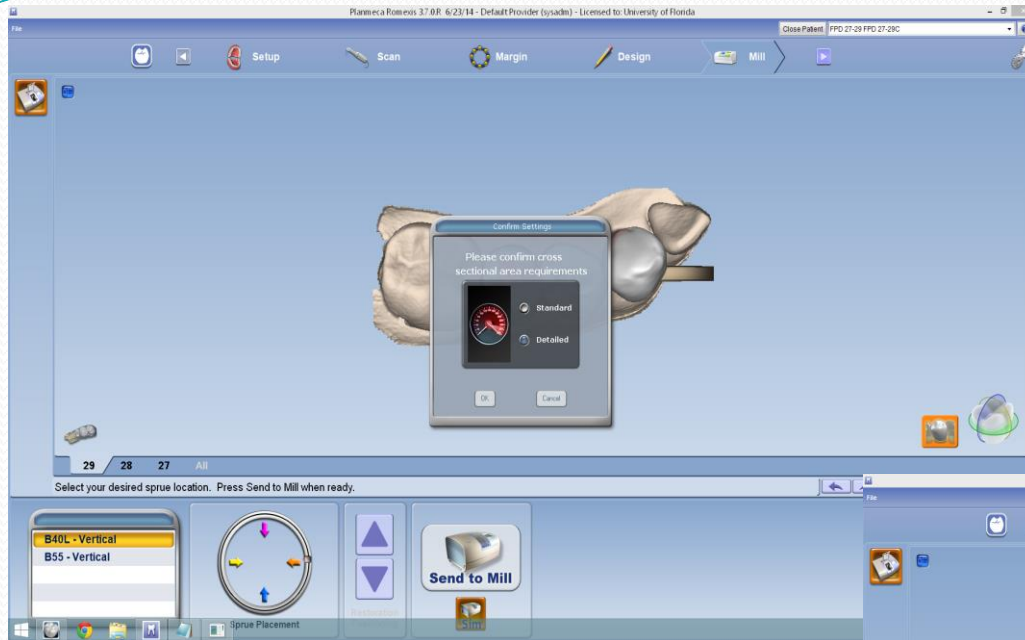 Planmeca Romexis 3.7.0.R 6/23/14 - Default Provider (sysadm) - Licensed to: University of Florida
File
Close Patient FPD 27-29 FPD 27-29C
Setup
Scan
Margin
Design
Mill
Confirm Settings
Please confirm cross
sectional area requirements
Standard
Detailed
OK
Cancel
29
28
27
All
Select your desired sprue location. Press Send to Mill when ready.
File
B40L - Vertical
B55 - Vertical
Send to Mill
Sprue Placement
Sim